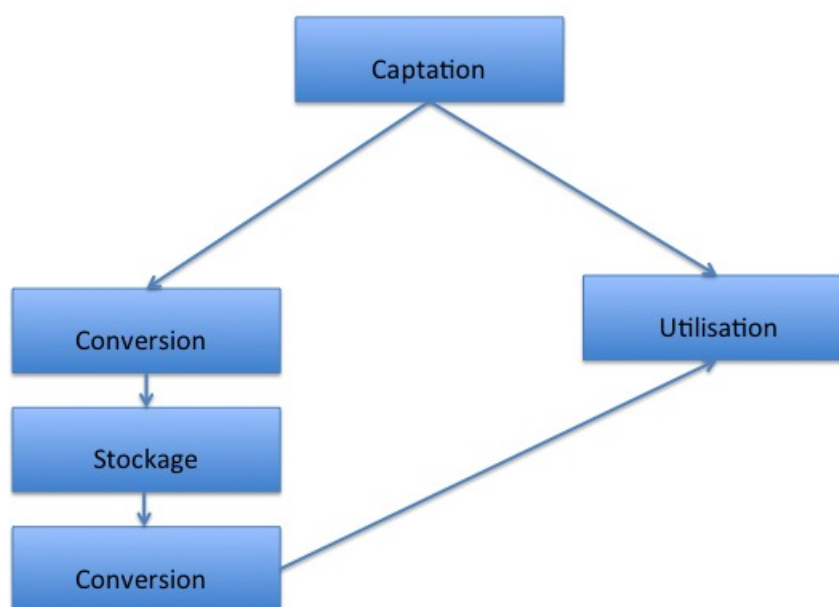 Captation
Conversion
Utilisation
Stockage
Conversion